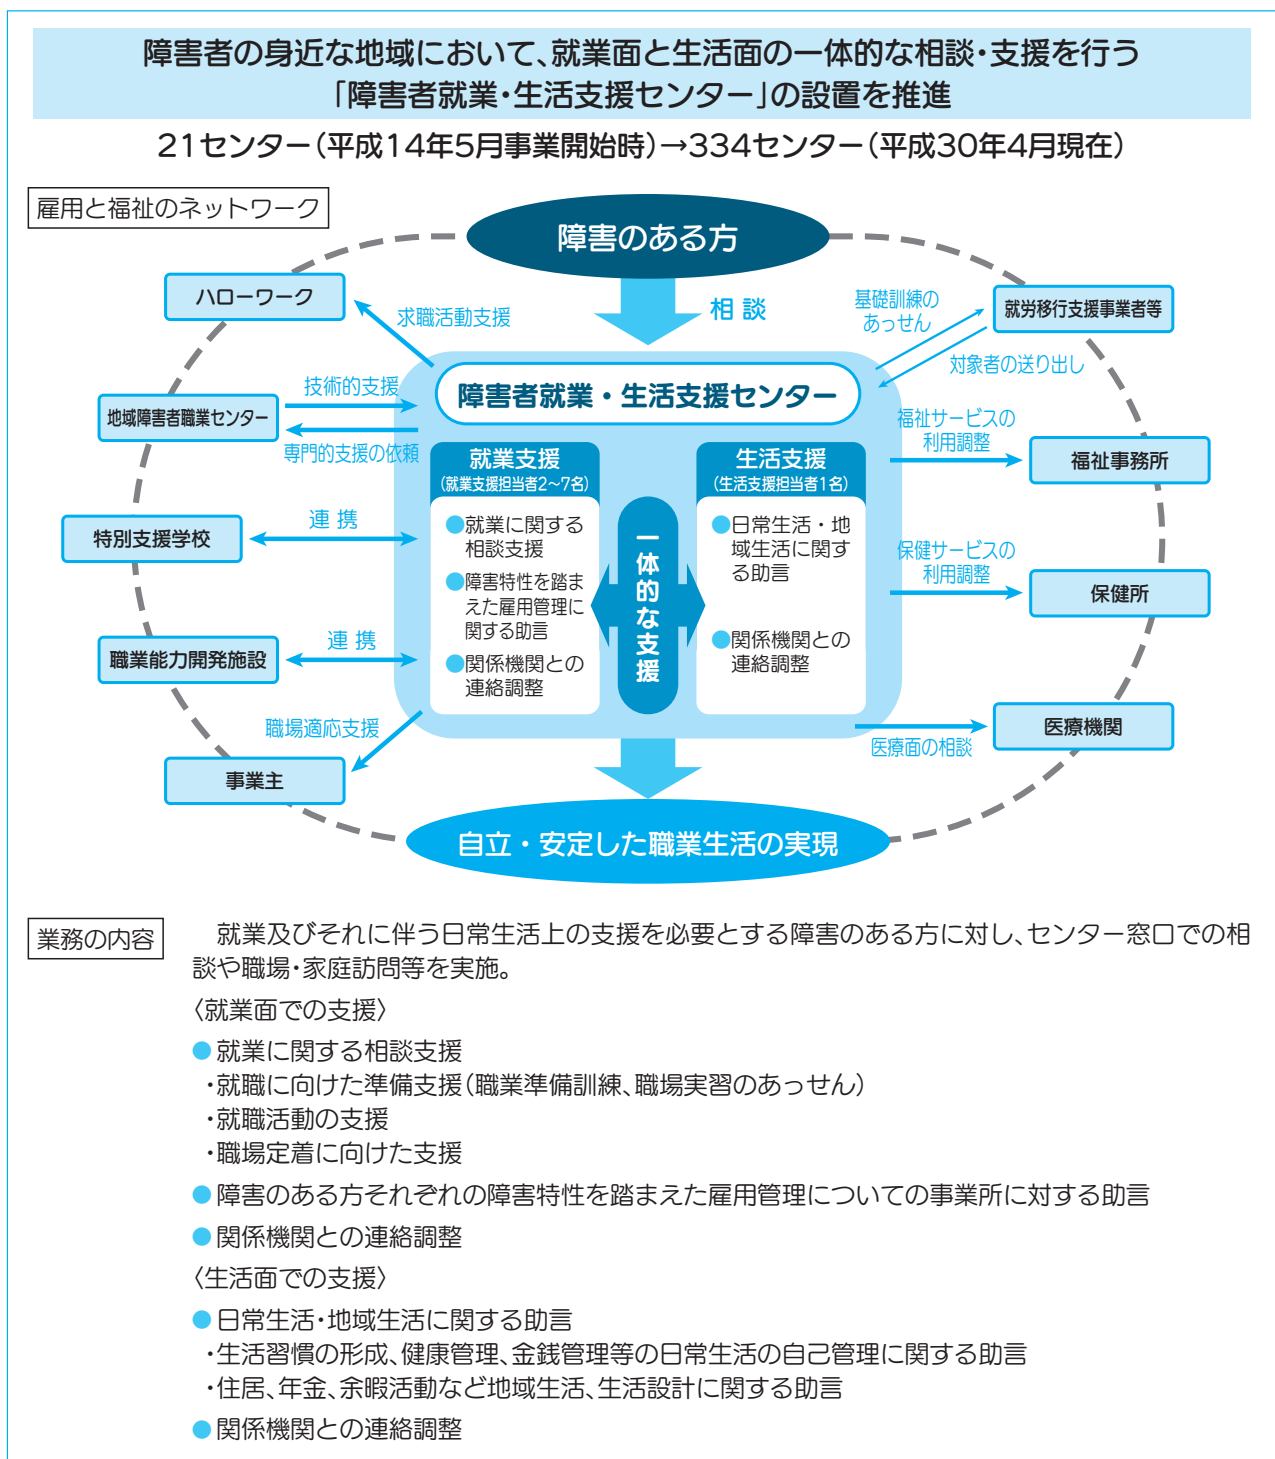 障害者の身近な地域において、就業面と生活面の一体的な相談・支援を行う
「障害者就業・生活支援センター」の設置を推進
21センター（平成14年5月事業開始時）→334センター（平成30年4月現在）
雇用と福祉のネットワーク
障害のある方
相 談
ハローワーク
求職活動支援
基礎訓練の
あっせん
就労移行支援事業者等
対象者の送り出し
障害者就業・生活支援センター
技術的支援
地域障害者職業センター
専門的支援の依頼
福祉サービスの
利用調整
福祉事務所
就業支援
（就業支援担当者2～7名）
●就業に関する
相談支援
●障害特性を踏ま
えた雇用管理に
関する助言
●関係機関との
連絡調整
一体的な支援
生活支援
（生活支援担当者1名）
●日常生活・地
域生活に関す
る助言
●関係機関との
連絡調整
特別支援学校
連 携
保健サービスの
利用調整
保健所
職業能力開発施設
連 携
職場適応支援
事業主
医療面の相談
医療機関
自立・安定した職業生活の実現
業務の内容
就業及びそれに伴う日常生活上の支援を必要とする障害のある方に対し、センター窓口での相
談や職場・家庭訪問等を実施。
〈就業面での支援〉
●就業に関する相談支援
・就職に向けた準備支援（職業準備訓練、職場実習のあっせん）
・就職活動の支援
・職場定着に向けた支援
●障害のある方それぞれの障害特性を踏まえた雇用管理についての事業所に対する助言
●関係機関との連絡調整
〈生活面での支援〉
●日常生活・地域生活に関する助言
・生活習慣の形成、健康管理、金銭管理等の日常生活の自己管理に関する助言
・住居、年金、余暇活動など地域生活、生活設計に関する助言
●関係機関との連絡調整